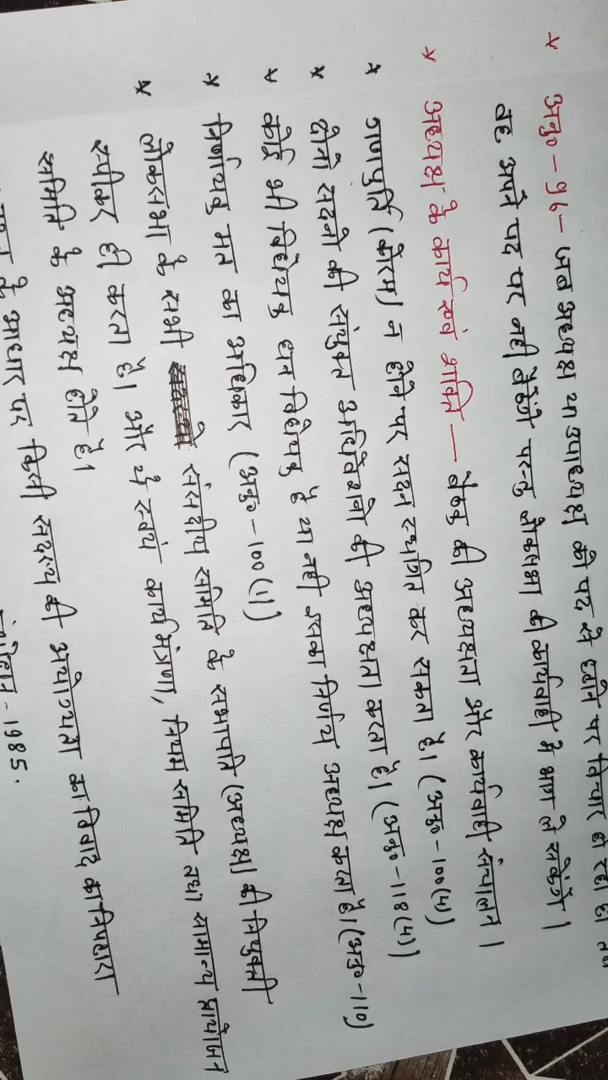 * अनु० - 96 - जब अध्यक्ष या उपाध्यक्ष को पद से हटाने पर विचार हो रहा हो तब
वह अपने पद पर नही बैठेंगे परन्तु लोकसभा की कार्यवाही में भाग ले सकेंगे।
* अध्यक्ष के कार्य एवं शक्ति — बैठक की अध्यक्षता और कार्यवाही संचालन।
* गणपूर्ति (कोरम) न होने पर सदन स्थगित कर सकता है। (अनु० - 100(4)
* दोनो सदनो की संयुक्त अधिवेशनो की अध्यक्षता करता है। (अनु० - 118(4)
* कोई भी विधेयक धन विधेयक है या नही इसका निर्णय अध्यक्ष करता है। (अनु० - 110)
* निर्णायक मत का अधिकार (अनु० - 100(1)
* लोकसभा के सभी संसदीय समिति के सभापति (अध्यक्ष) की नियुक्ती
स्पीकर ही करता है। और ये स्वंय कार्य मंत्रणा, नियम समिति तथा सामान्य प्रायोजन
समिति के अध्यक्ष होते है।
के आधार पर किसी सदस्य की अयोग्यता का विवाद का निपटारा
- 1985.